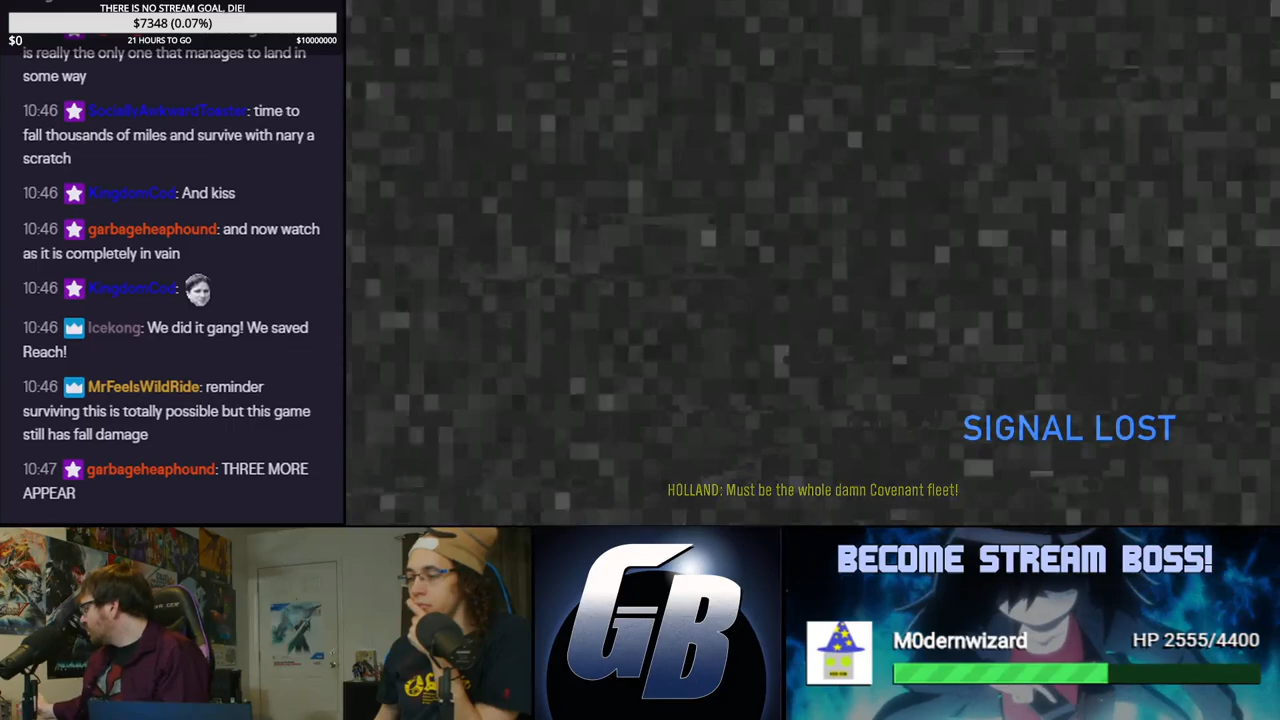 THERE IS NO STREAM GOAL, DIE!
$7348 (0.07%)
$0
21 HOURS TO GO
$10000000
is really the only one that manages to land in
some way
10:46 SociallyAwkwardToaster: time to
fall thousands of miles and survive with nary a
scratch
10:46 KingdomCod: And kiss
10:46 garbageheaphound: and now watch
as it is completely in vain
10:46 KingdomCod:
10:46 Icekong: We did it gang! We saved
Reach!
10:46 MrFeelsWildRide: reminder
surviving this is totally possible but this game
still has fall damage
10:47 garbageheaphound: THREE MORE
APPEAR
SIGNAL LOST
HOLLAND: Must be the whole damn Covenant fleet!
GB
BECOME STREAM BOSS!
M0dernwizard
HP 2555/4400